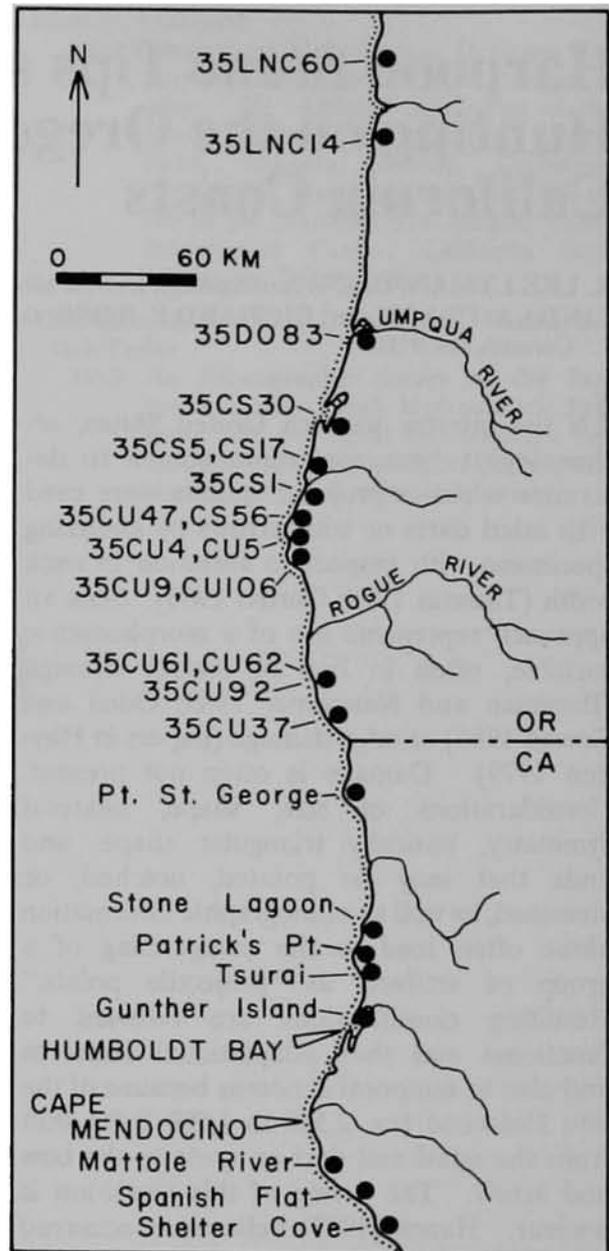 N
35LNC60
35LNC14
0 60 KM
35DO83
UMPQUA RIVER
35CS30
35CS5,CS17
35CS1
35CU47,CS56
35CU4,CU5
35CU9,CU106
ROGUE RIVER
35CU61,CU62
35CU92
35CU37
OR
CA
Pt. St. George
Stone Lagoon
Patrick's Pt.
Tsurai
Gunther Island
HUMBOLDT BAY
CAPE
MENDOCINO
Mattole River
Spanish Flat
Shelter Cove